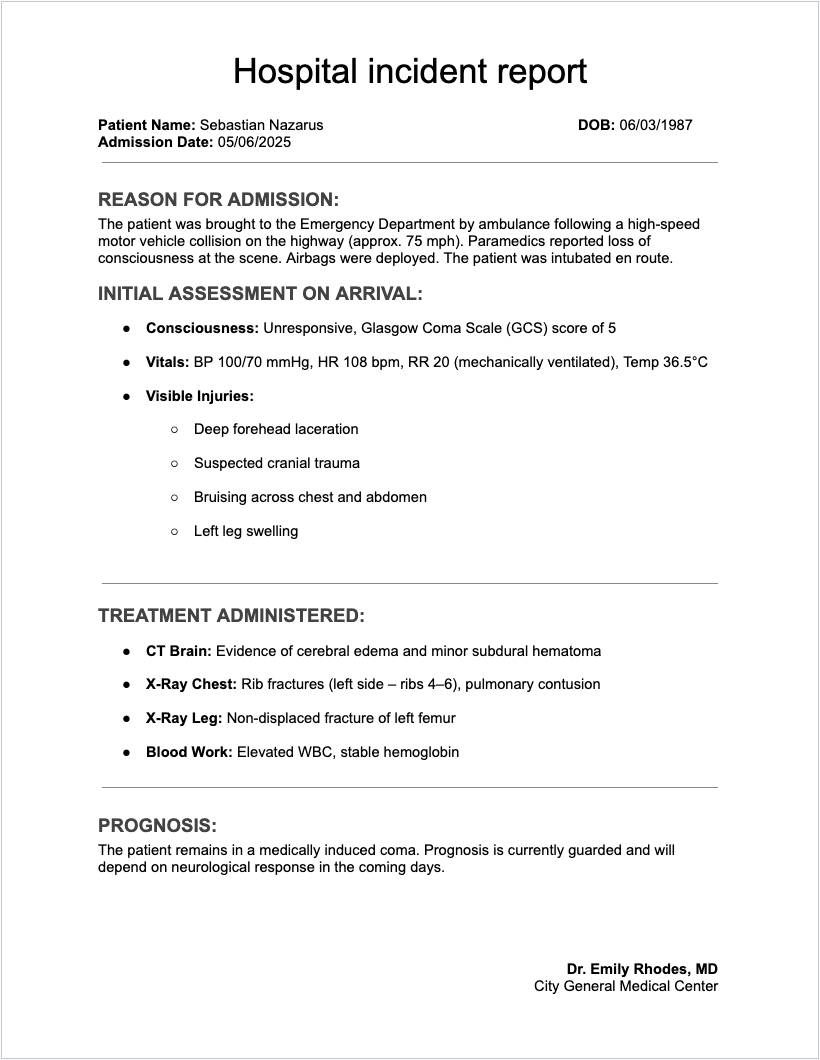 Hospital incident report
Patient Name: Sebastian Nazarus DOB: 06/03/1987
Admission Date: 05/06/2025
REASON FOR ADMISSION:
The patient was brought to the Emergency Department by ambulance following a high-speed
motor vehicle collision on the highway (approx. 75 mph). Paramedics reported loss of
consciousness at the scene. Airbags were deployed. The patient was intubated en route.
INITIAL ASSESSMENT ON ARRIVAL:
● Consciousness: Unresponsive, Glasgow Coma Scale (GCS) score of 5
● Vitals: BP 100/70 mmHg, HR 108 bpm, RR 20 (mechanically ventilated), Temp 36.5°C
● Visible Injuries:
○ Deep forehead laceration
○ Suspected cranial trauma
○ Bruising across chest and abdomen
○ Left leg swelling
TREATMENT ADMINISTERED:
● CT Brain: Evidence of cerebral edema and minor subdural hematoma
● X-Ray Chest: Rib fractures (left side – ribs 4–6), pulmonary contusion
● X-Ray Leg: Non-displaced fracture of left femur
● Blood Work: Elevated WBC, stable hemoglobin
PROGNOSIS:
The patient remains in a medically induced coma. Prognosis is currently guarded and will
depend on neurological response in the coming days.
Dr. Emily Rhodes, MD
City General Medical Center